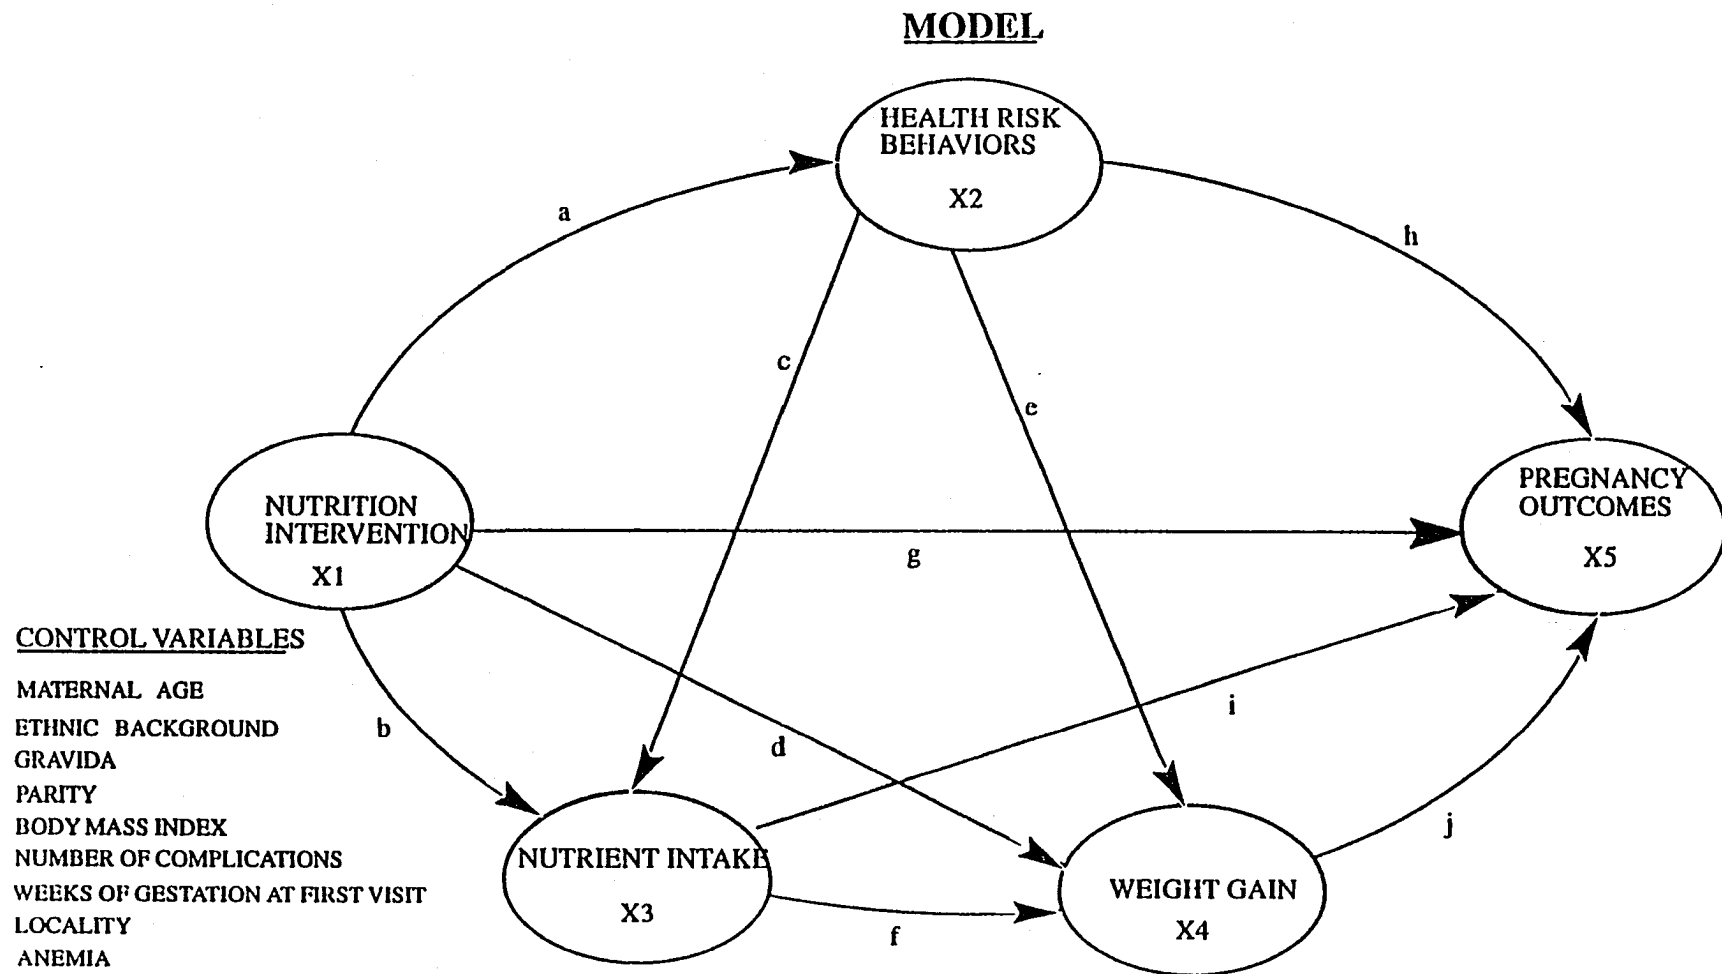 MODEL
HEALTH RISK
BEHAVIORS
X2
a
h
c
e
NUTRITION
INTERVENTION
X1
g
PREGNANCY
OUTCOMES
X5
CONTROL VARIABLES
MATERNAL AGE
ETHNIC BACKGROUND
GRAVIDA
PARITY
BODY MASS INDEX
NUMBER OF COMPLICATIONS
WEEKS OF GESTATION AT FIRST VISIT
LOCALITY
ANEMIA
b
d
i
j
NUTRIENT INTAKE
X3
f
WEIGHT GAIN
X4